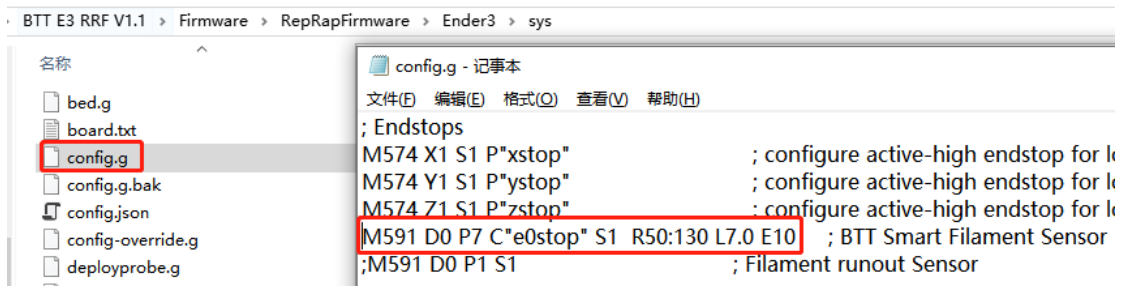 BTT E3 RRF V1.1 > Firmware > RepRapFirmware > Ender3 > sys
名称
bed.g
board.txt
config.g
config.g.bak
config.json
config-override.g
deployprobe.g
config.g - 记事本
文件(F) 编辑(E) 格式(O) 查看(V) 帮助(H)
; Endstops
M574 X1 S1 P"xstop" ; configure active-high endstop for l
M574 Y1 S1 P"ystop" ; configure active-high endstop for l
M574 Z1 S1 P"zstop" ; configure active-high endstop for l
M591 D0 P7 C"e0stop" S1 R50:130 L7.0 E10 ; BTT Smart Filament Sensor
;M591 D0 P1 S1 ; Filament runout Sensor